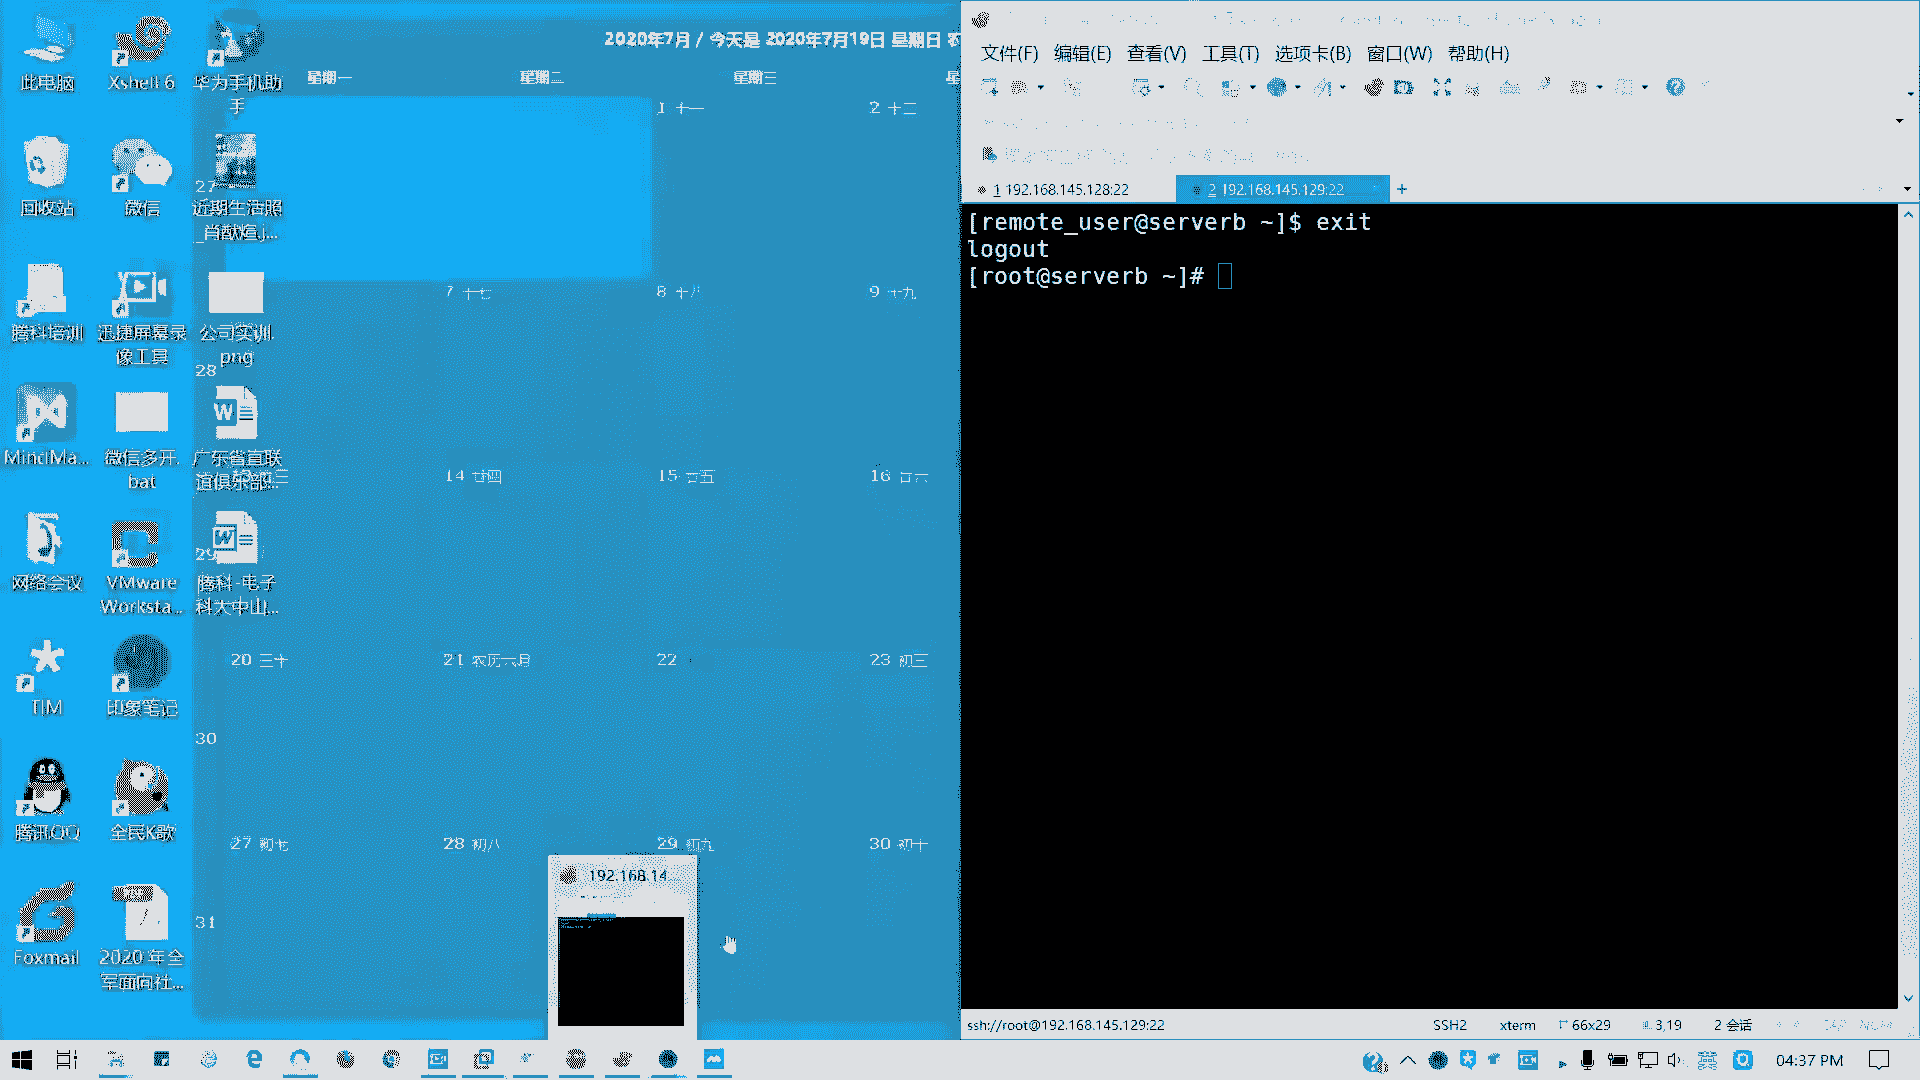 此电脑
Xshell 6
华为手机助
手
回收站
微信
近期生活照
腾科培训
迅捷屏幕录
像工具
公司实训.
png
MindMa...
微信多开.
bat
广东省直联
谊俱乐部...
网络会议
VMware
Worksta...
腾科-电子
科大中山...
TIM
印象笔记
腾讯QQ
全民K歌
Foxmail
2020 年全
军面向社...
2020年7月 / 今天是 2020年7月19日 星期日
星期一
星期二
星期三
1 十一
2 十二
27
7 十七
8 十八
9 十九
28
14 廿四
15 廿五
16 廿六
29
20 三十
21 农历六月
22
23 初三
30
27 初七
28 初八
29 初九
30 初十
31
192.168.14...
文件(F) 编辑(E) 查看(V) 工具(T) 选项卡(B) 窗口(W) 帮助(H)
1 192.168.145.128:22
2 192.168.145.129:22
[remote_user@serverb ~]$ exit
logout
[root@serverb ~]#
ssh://root@192.168.145.129:22
SSH2
xterm
66x29
3,19
2 会话
英
04:37 PM